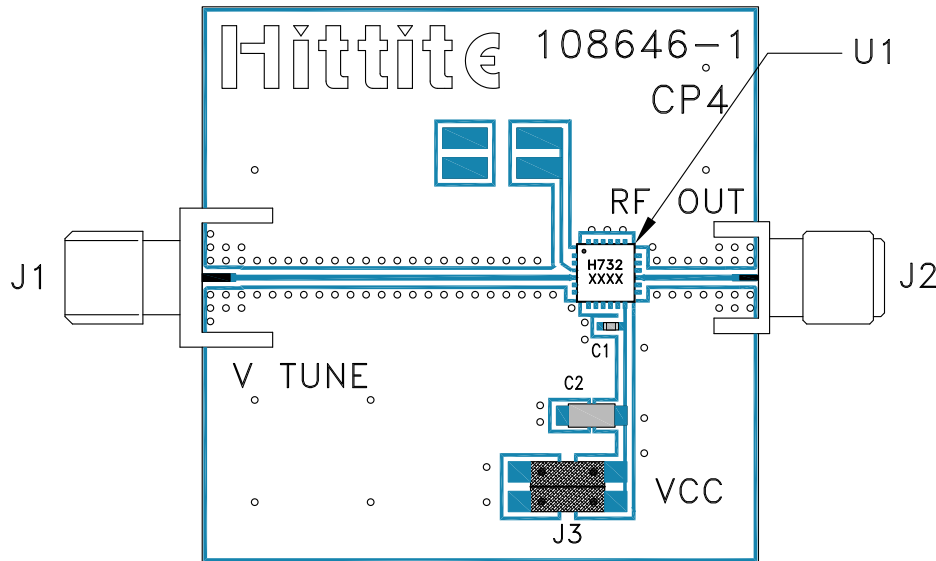 Hittite
108646-1
U1
CP4
RF OUT
H732
XXXX
J1
J2
C1
V TUNE
C2
VCC
J3